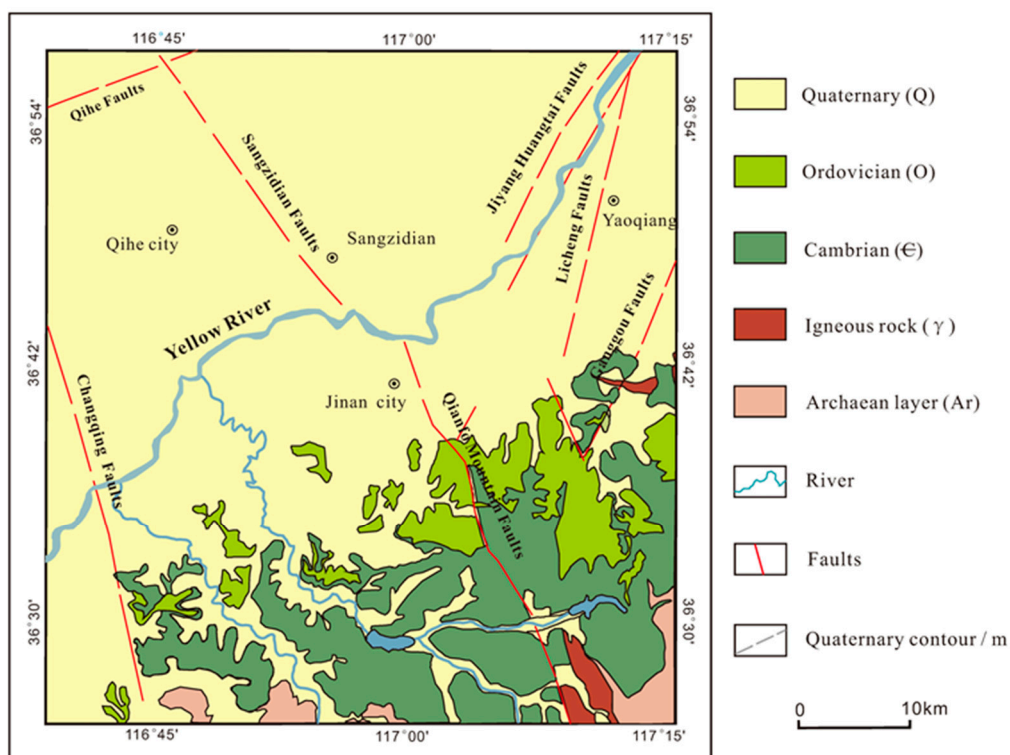 116°45' 117°00' 117°15'
36°54'
36°54'
Qihe Faults
Sangzidian Faults
Jiyang Huangtai Faults
Licheng Faults
Yaoqiang
Qihe city
Sangzidian
Ganggou Faults
Yellow River
36°42'
36°42'
Changqing Faults
Jinan city
Qianfo Mountain Faults
36°30'
36°30'
116°45' 117°00' 117°15'
Quaternary (Q)
Ordovician (O)
Cambrian (Є)
Igneous rock (γ)
Archaean layer (Ar)
River
Faults
Quaternary contour / m
0 10km